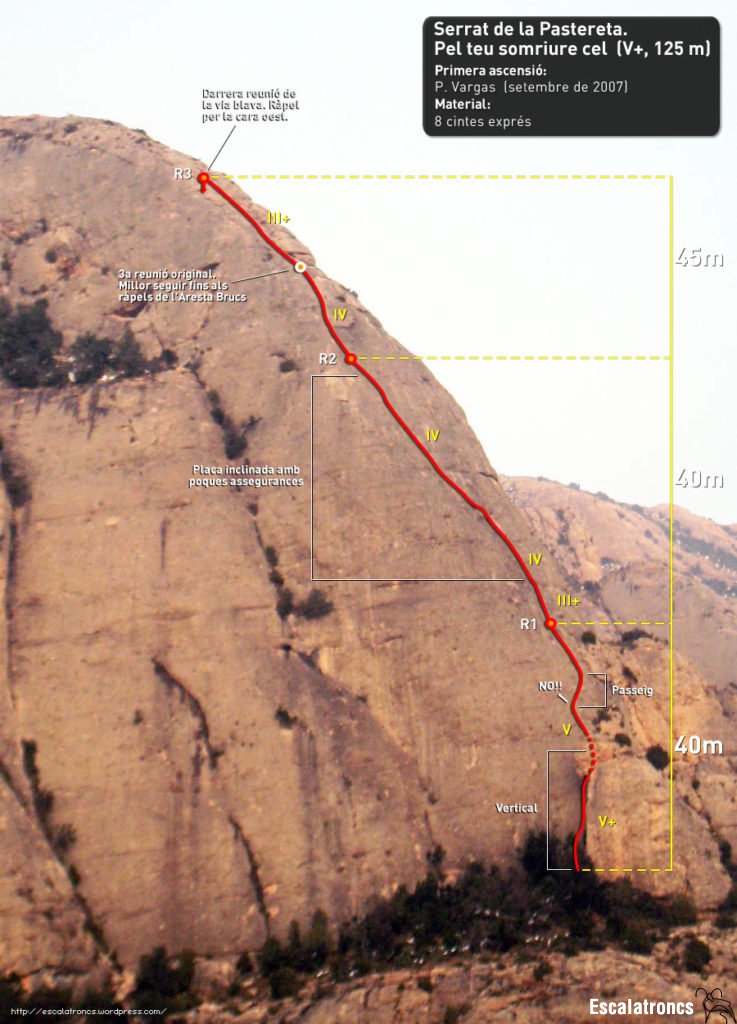 Serrat de la Pastereta.
Pel teu somriure cel (V+, 125 m)
Primera ascensió:
P. Vargas (setembre de 2007)
Material:
8 cintes exprés
Darrera reunió de
la via blava. Ràpel
per la cara oest.
R3
III+
45m
3a reunió original.
Millor seguir fins als
ràpels de l'Aresta Brucs
IV
R2
IV
Placa inclinada amb
poques assegurances
40m
IV
III+
R1
NO!!
Passeig
V
40m
Vertical
V+
http://escalatroncs.wordpress.com/
Escalatroncs